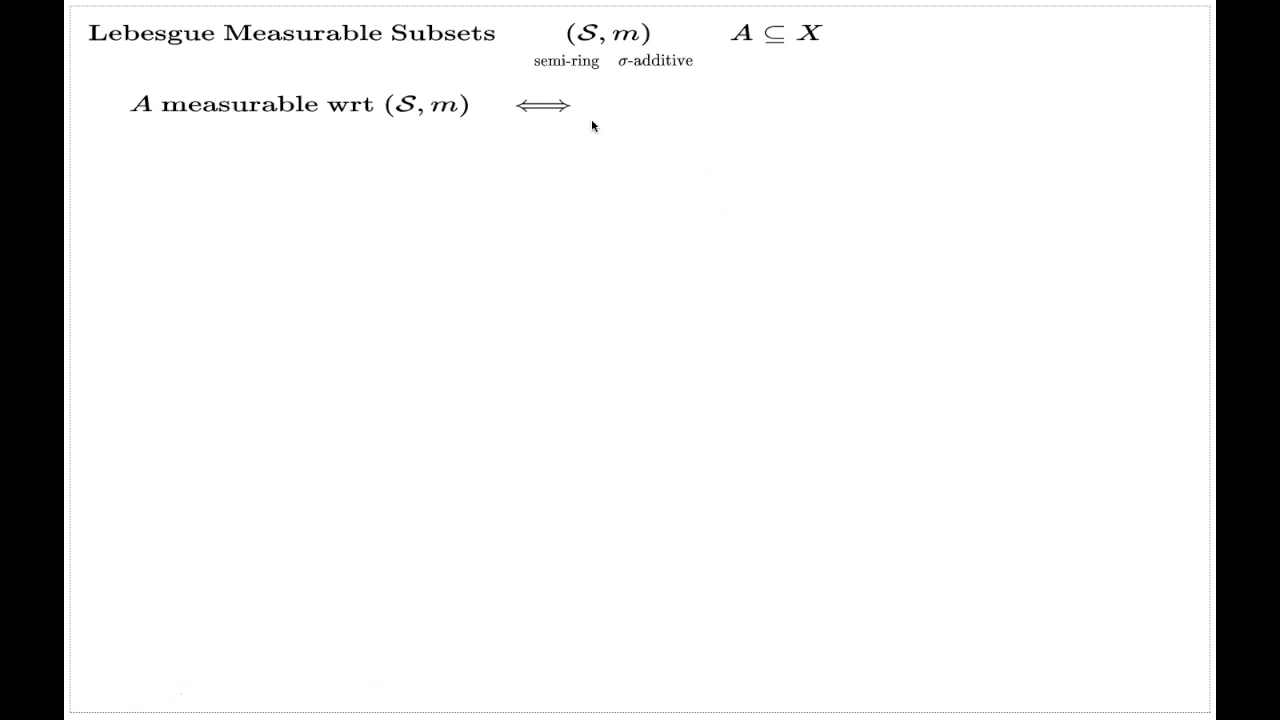 Lebesgue Measurable Subsets (𝒮, m) A ⊆ X
semi-ring σ-additive
A measurable wrt (𝒮, m) ⟺